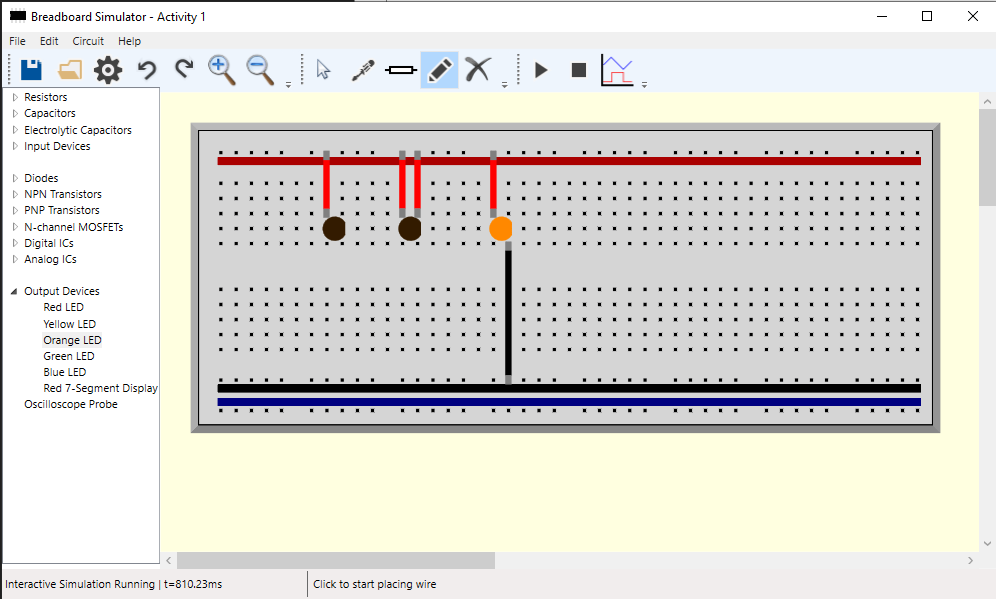 Breadboard Simulator - Activity 1
File Edit Circuit Help
Resistors
Capacitors
Electrolytic Capacitors
Input Devices
Diodes
NPN Transistors
PNP Transistors
N-channel MOSFETs
Digital ICs
Analog ICs
Output Devices
Red LED
Yellow LED
Orange LED
Green LED
Blue LED
Red 7-Segment Display
Oscilloscope Probe
Interactive Simulation Running | t=810.23ms
Click to start placing wire